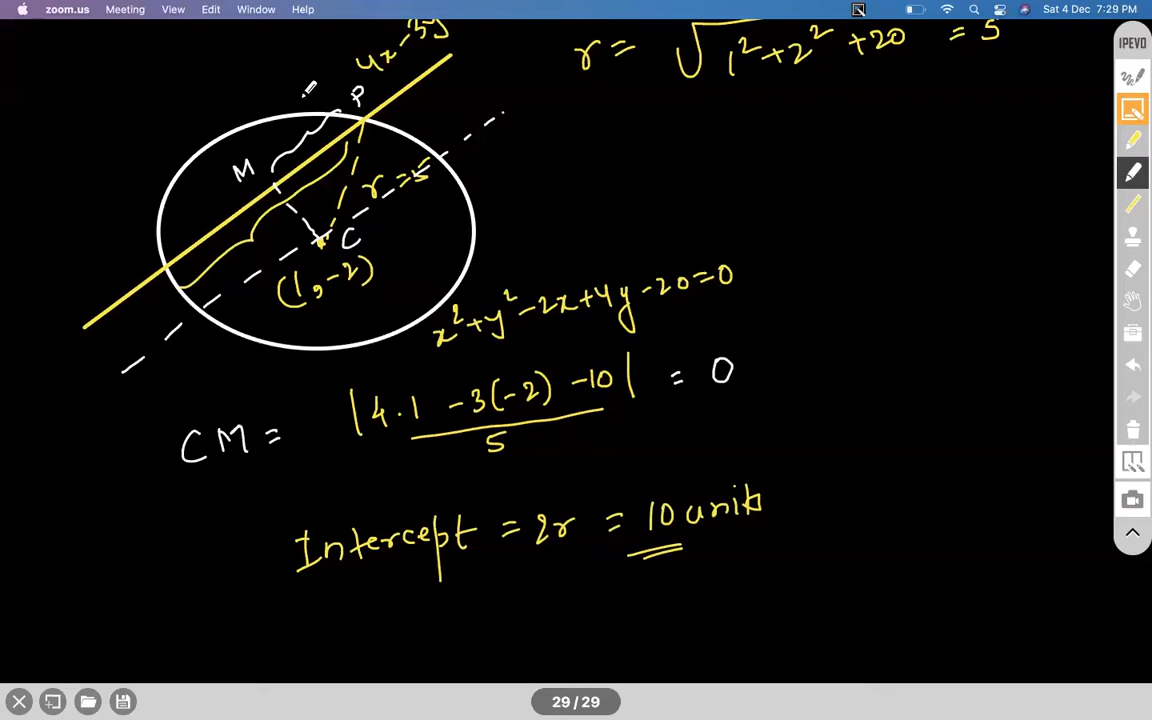 zoom.us Meeting View Edit Window Help Sat 4 Dec 7:29 PM
IPEVO
4x-3y
r = √1²+2²+20 = 5
P
M
r = 5
C
(1, -2)
x²+y²-2x+4y-20=0
CM = |4·1 -3(-2) -10| / 5 = 0
Intercept = 2r = 10 units
29 / 29